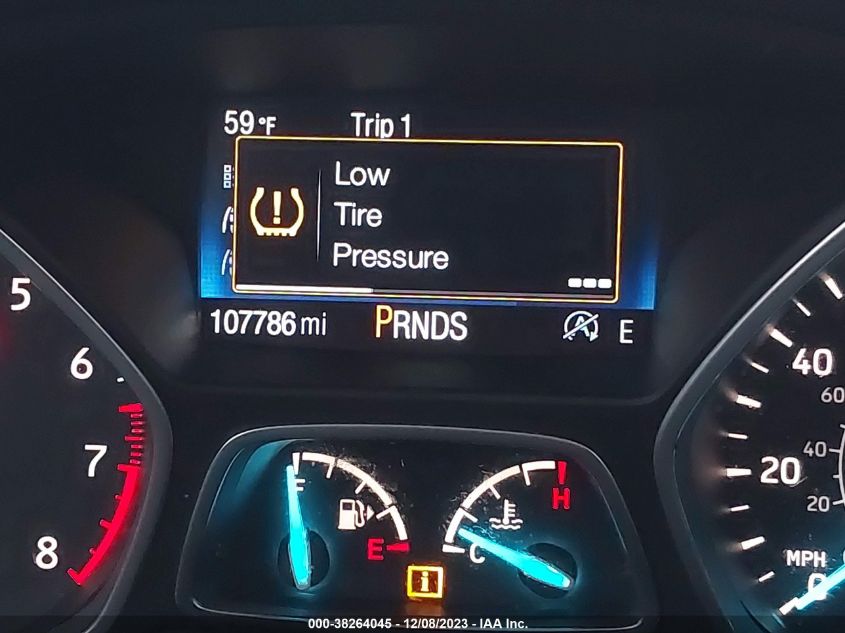 59°F Trip 1
Low
Tire
Pressure
107786 mi PRNDS A E
5
6
7
8
F E
C H
i
40
20
0
MPH
60
40
20
000-38264045 - 12/08/2023 - IAA Inc.